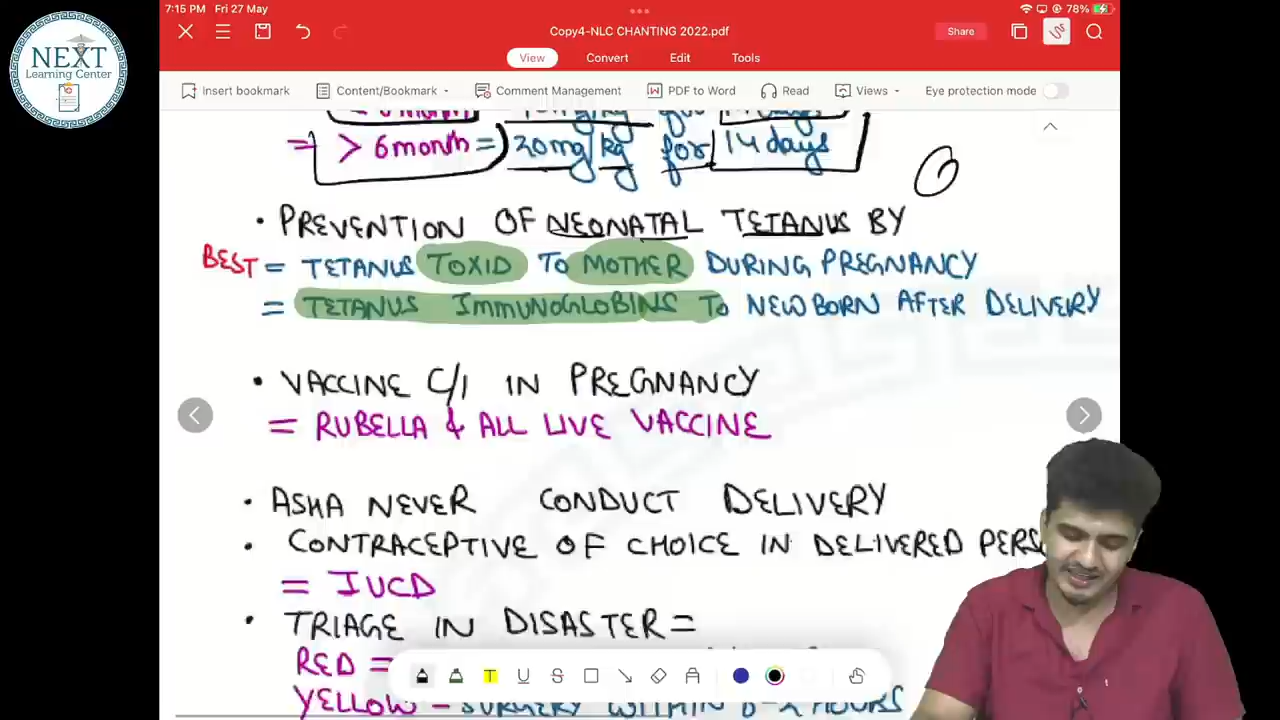 7:15 PM Fri 27 May
78%
NEXT
Learning Center
Copy4-NLC CHANTING 2022.pdf
Share
View Convert Edit Tools
Insert bookmark Content/Bookmark Comment Management PDF to Word Read Views Eye protection mode
= > 6 month = 20mg/kg for 14 days
• PREVENTION OF NEONATAL TETANUS BY
BEST = TETANUS TOXID TO MOTHER DURING PREGNANCY
= TETANUS IMMUNOGLOBINS TO NEWBORN AFTER DELIVERY
• VACCINE C/I IN PREGNANCY
= RUBELLA & ALL LIVE VACCINE
• ASHA NEVER CONDUCT DELIVERY
• CONTRACEPTIVE OF CHOICE IN DELIVERED
= IUCD
• TRIAGE IN DISASTER =
RED =
YELLOW = SURGERY WITHIN HOURS